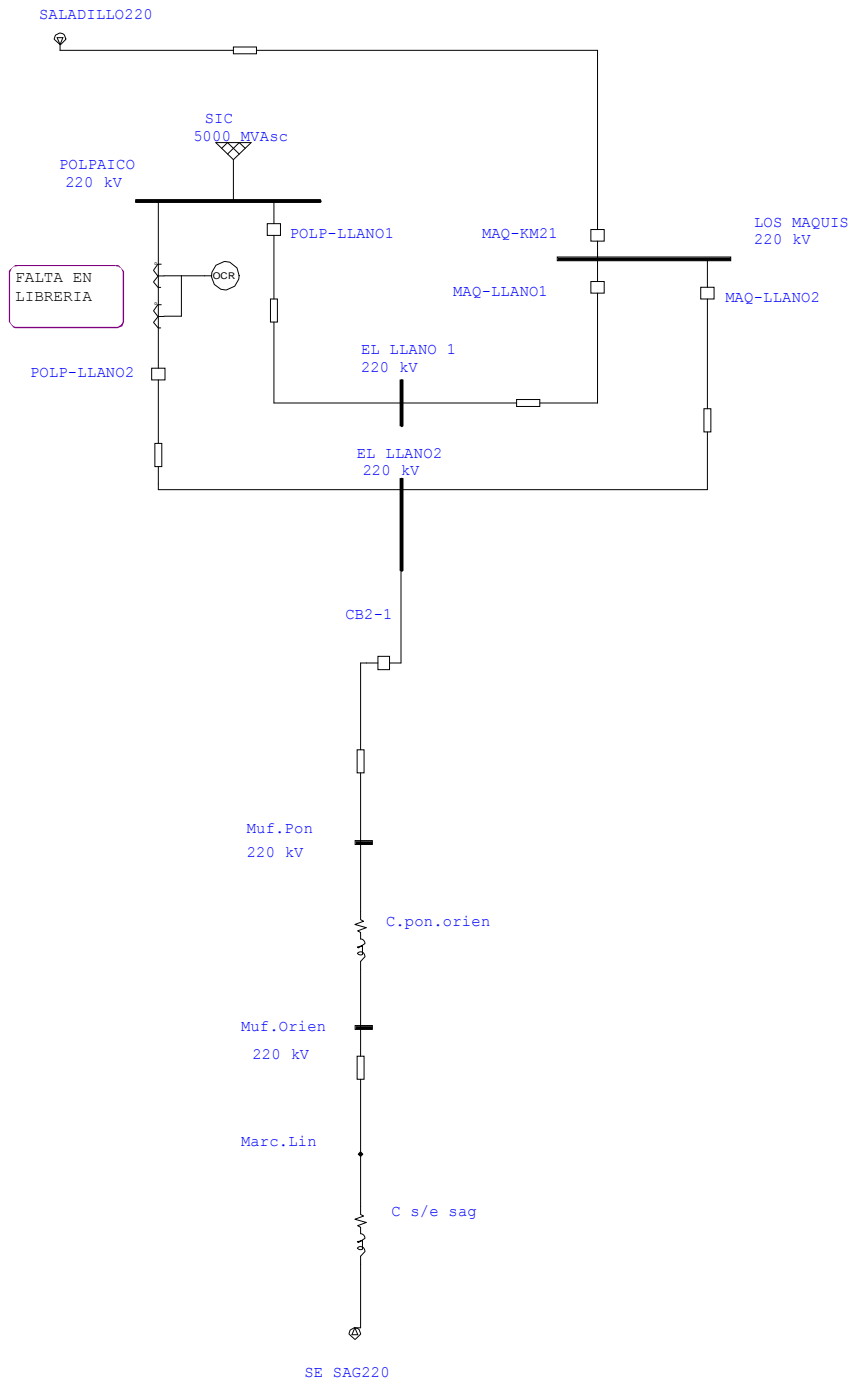 SALADILLO220
SIC
5000 MVAsc
POLPAICO
220 kV
POLP-LLANO1
MAQ-KM21
LOS MAQUIS
220 kV
FALTA EN
LIBRERIA
OCR
MAQ-LLANO1
MAQ-LLANO2
EL LLANO 1
220 kV
POLP-LLANO2
EL LLANO2
220 kV
CB2-1
Muf.Pon
220 kV
C.pon.orien
Muf.Orien
220 kV
Marc.Lin
C s/e sag
SE SAG220